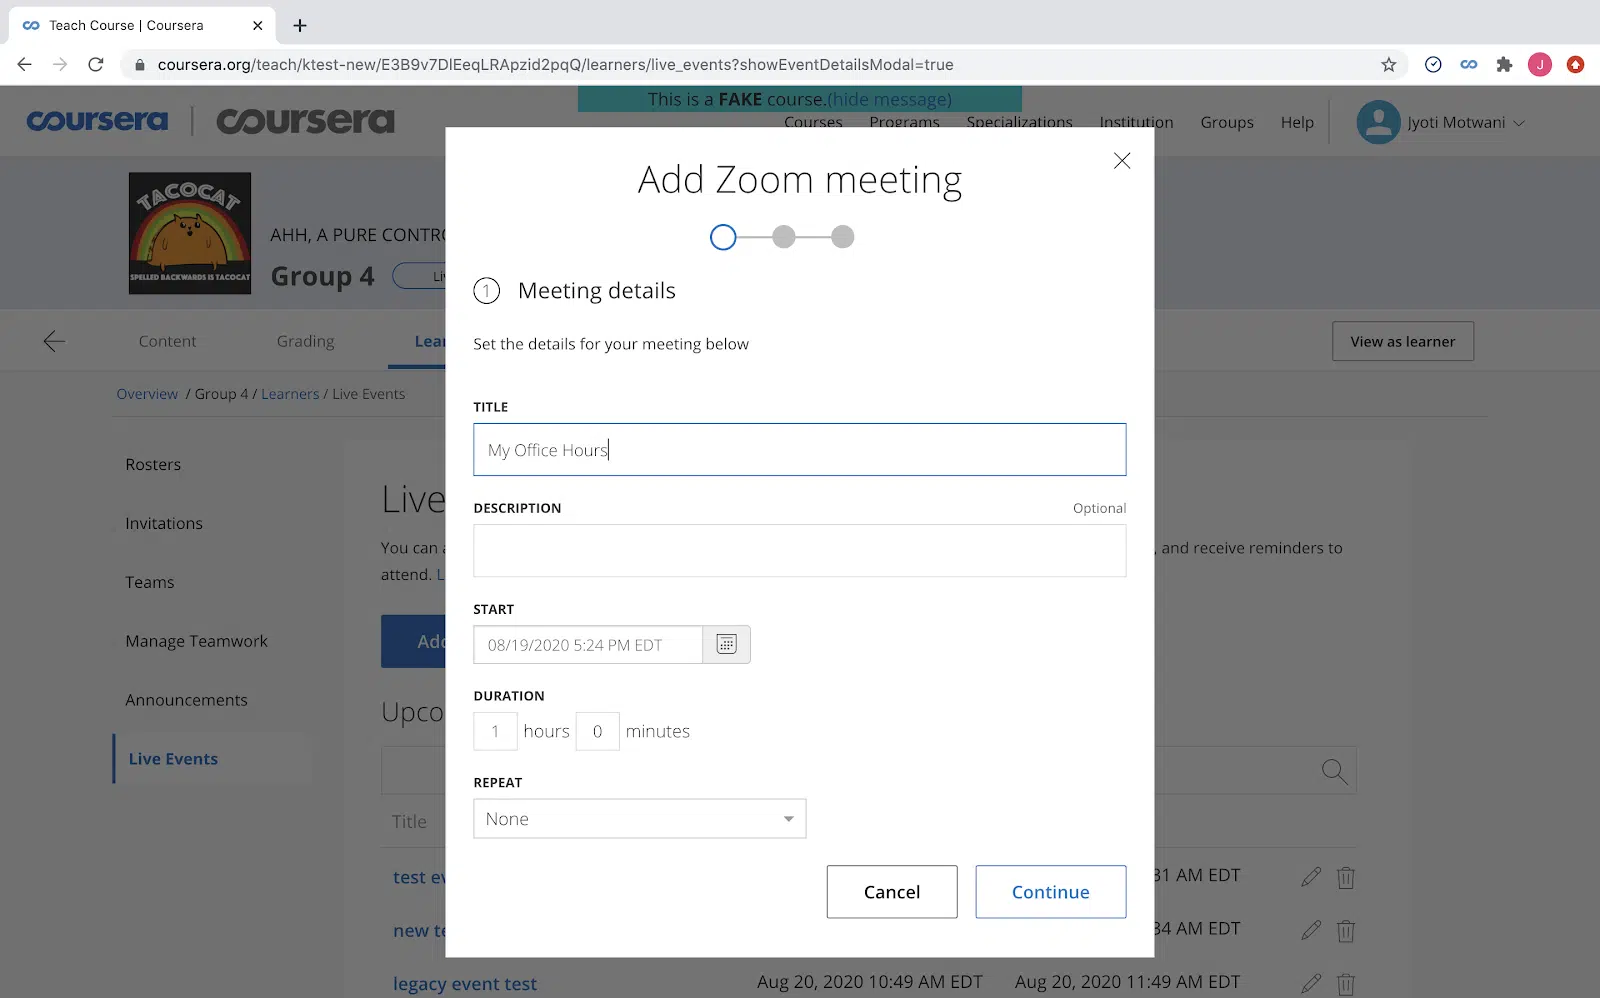 Teach Course | Coursera
coursera.org/teach/ktest-new/E3B9v7DlEeqLRApzid2pqQ/learners/live_events?showEventDetailsModal=true
J
This is a FAKE course.(hide message)
coursera | coursera
Courses Programs Specializations Institution Groups Help Jyoti Motwani
Add Zoom meeting
TACOCAT
SPELLED BACKWARDS IS TACOCAT
AHH, A PURE CONTRO
Group 4
Li
1 Meeting details
Content Grading Lear
View as learner
Set the details for your meeting below
Overview / Group 4 / Learners / Live Events
TITLE
My Office Hours
Rosters
Live
DESCRIPTION Optional
Invitations
You can a , and receive reminders to
attend. L
Teams
START
08/19/2020 5:24 PM EDT
Manage Teamwork
Add
DURATION
1 hours 0 minutes
Announcements
Upco
Live Events
REPEAT
None
Title
test ev 31 AM EDT
Cancel Continue
new te 34 AM EDT
legacy event test Aug 20, 2020 10:49 AM EDT Aug 20, 2020 11:49 AM EDT